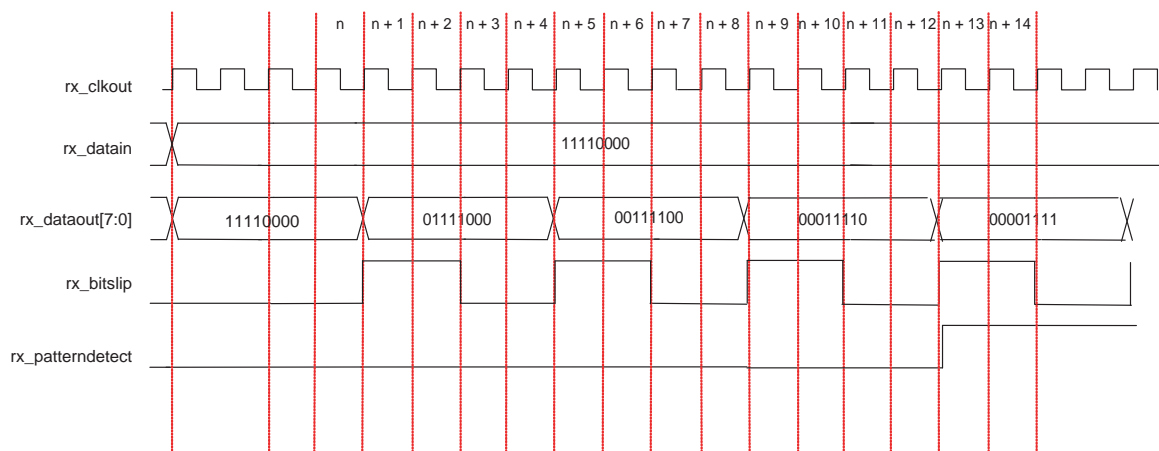 n n + 1 n + 2 n + 3 n + 4 n + 5 n + 6 n + 7 n + 8 n + 9 n + 10 n + 11 n + 12 n + 13 n + 14
rx_clkout
rx_datain 11110000
rx_dataout[7:0] 11110000 01111000 00111100 00011110 00001111
rx_bitslip
rx_patterndetect